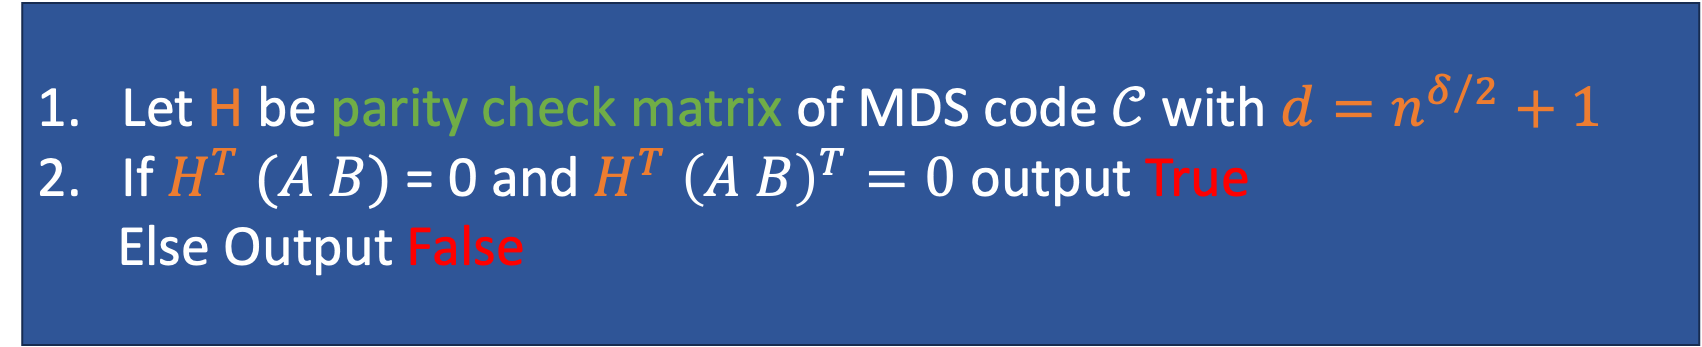 1. Let H be parity check matrix of MDS code 𝒞 with d = n^{δ/2} + 1
2. If H^T (A B) = 0 and H^T (A B)^T = 0 output True
Else Output False